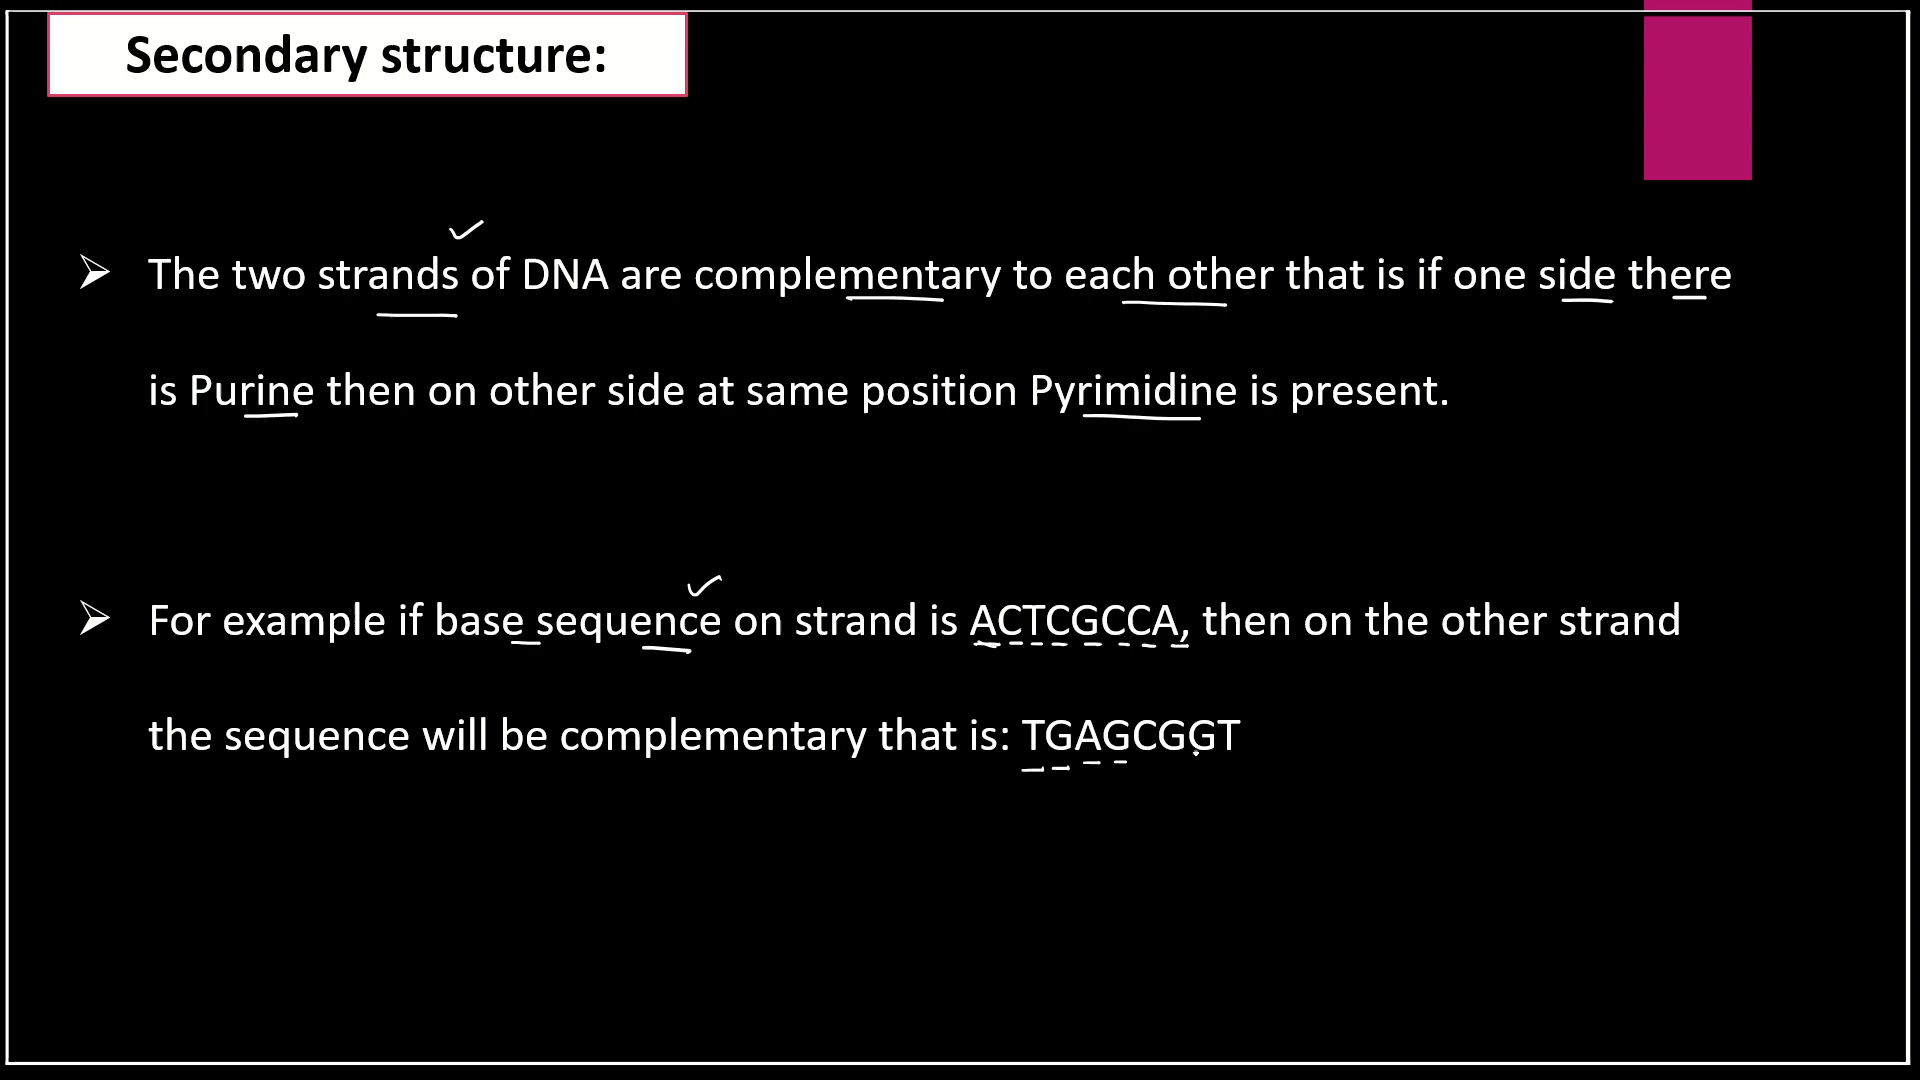 Secondary structure:
The two strands of DNA are complementary to each other that is if one side there
is Purine then on other side at same position Pyrimidine is present.
For example if base sequence on strand is ACTCGCCA, then on the other strand
the sequence will be complementary that is: TGAGCGGT